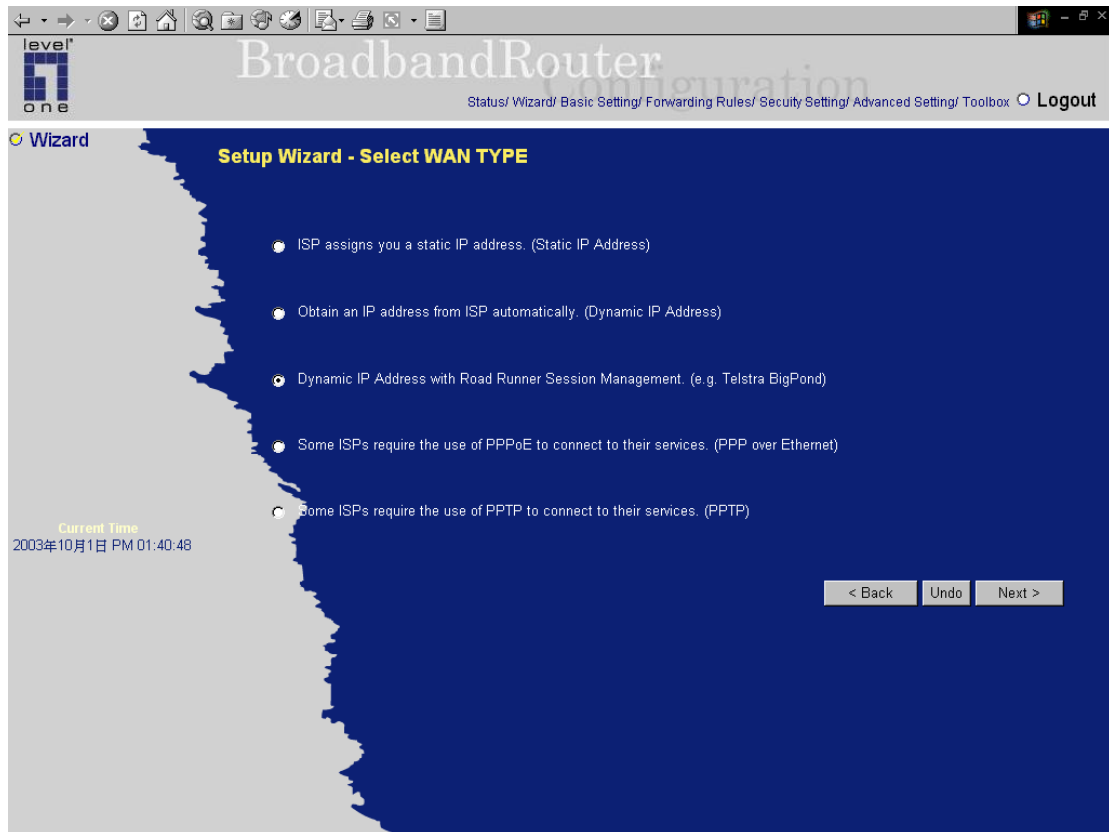 level
one
BroadbandRouter
Configuration
Status/ Wizard/ Basic Setting/ Forwarding Rules/ Secuity Setting/ Advanced Setting/ Toolbox
Logout
Wizard
Setup Wizard - Select WAN TYPE
ISP assigns you a static IP address. (Static IP Address)
Obtain an IP address from ISP automatically. (Dynamic IP Address)
Dynamic IP Address with Road Runner Session Management. (e.g. Telstra BigPond)
Some ISPs require the use of PPPoE to connect to their services. (PPP over Ethernet)
Some ISPs require the use of PPTP to connect to their services. (PPTP)
Current Time
2003年10月1日 PM 01:40:48
< Back
Undo
Next >